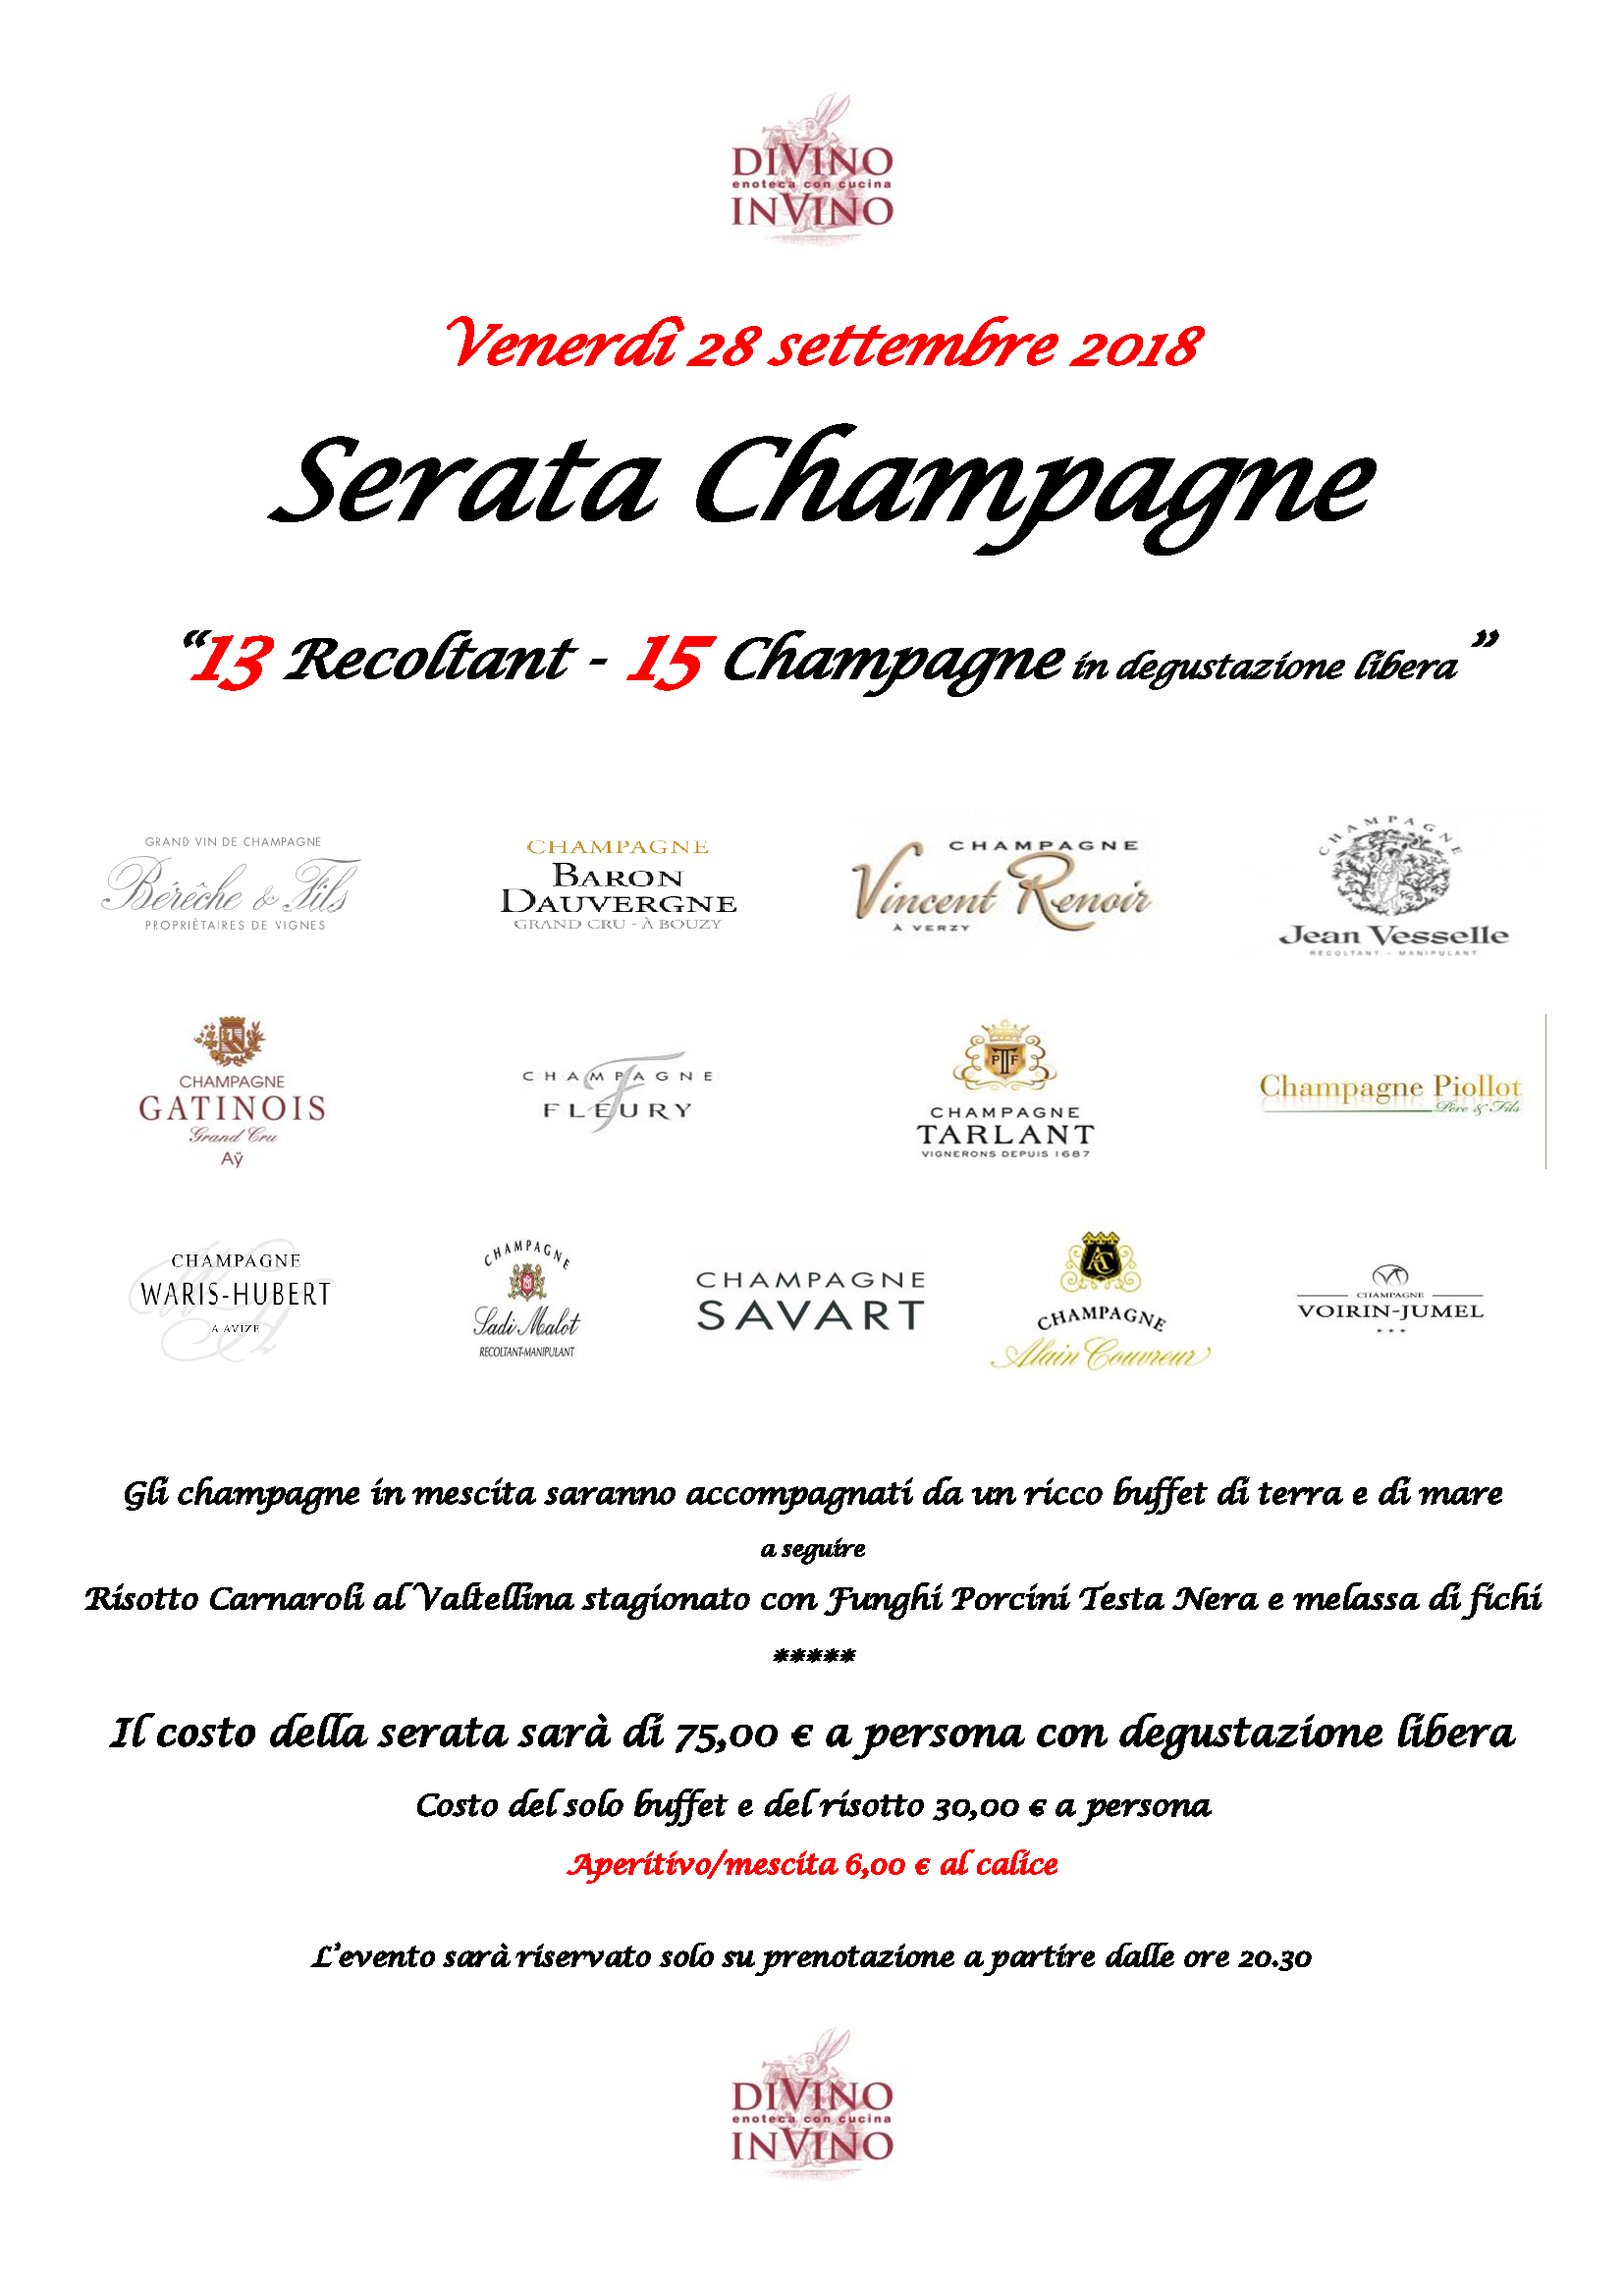 DIVINO
enoteca con cucina
INVINO
Venerdì 28 settembre 2018
Serata Champagne
“13 Recoltant - 15 Champagne in degustazione libera”
GRAND VIN DE CHAMPAGNE
Bérêche & Fils
PROPRIÉTAIRES DE VIGNES
CHAMPAGNE
BARON
DAUVERGNE
GRAND CRU - À BOUZY
CHAMPAGNE
Vincent Renoir
À VERZY
CHAMPAGNE
Jean Vesselle
RECOLTANT - MANIPULANT
CHAMPAGNE
GATINOIS
Grand Cru
Aÿ
CHAMPAGNE
FLEURY
PTF
CHAMPAGNE
TARLANT
VIGNERONS DEPUIS 1687
Champagne Piollot
Père & Fils
CHAMPAGNE
WARIS-HUBERT
A AVIZE
CHAMPAGNE
Sadi Malot
RECOLTANT-MANIPULANT
CHAMPAGNE
SAVART
AC
CHAMPAGNE
Alain Couvreur
CHAMPAGNE
VOIRIN-JUMEL
***
Gli champagne in mescita saranno accompagnati da un ricco buffet di terra e di mare
a seguire
Risotto Carnaroli al Valtellina stagionato con Funghi Porcini Testa Nera e melassa di fichi
*****
Il costo della serata sarà di 75,00 € a persona con degustazione libera
Costo del solo buffet e del risotto 30,00 € a persona
Aperitivo/mescita 6,00 € al calice
L’evento sarà riservato solo su prenotazione a partire dalle ore 20.30
DIVINO
enoteca con cucina
INVINO